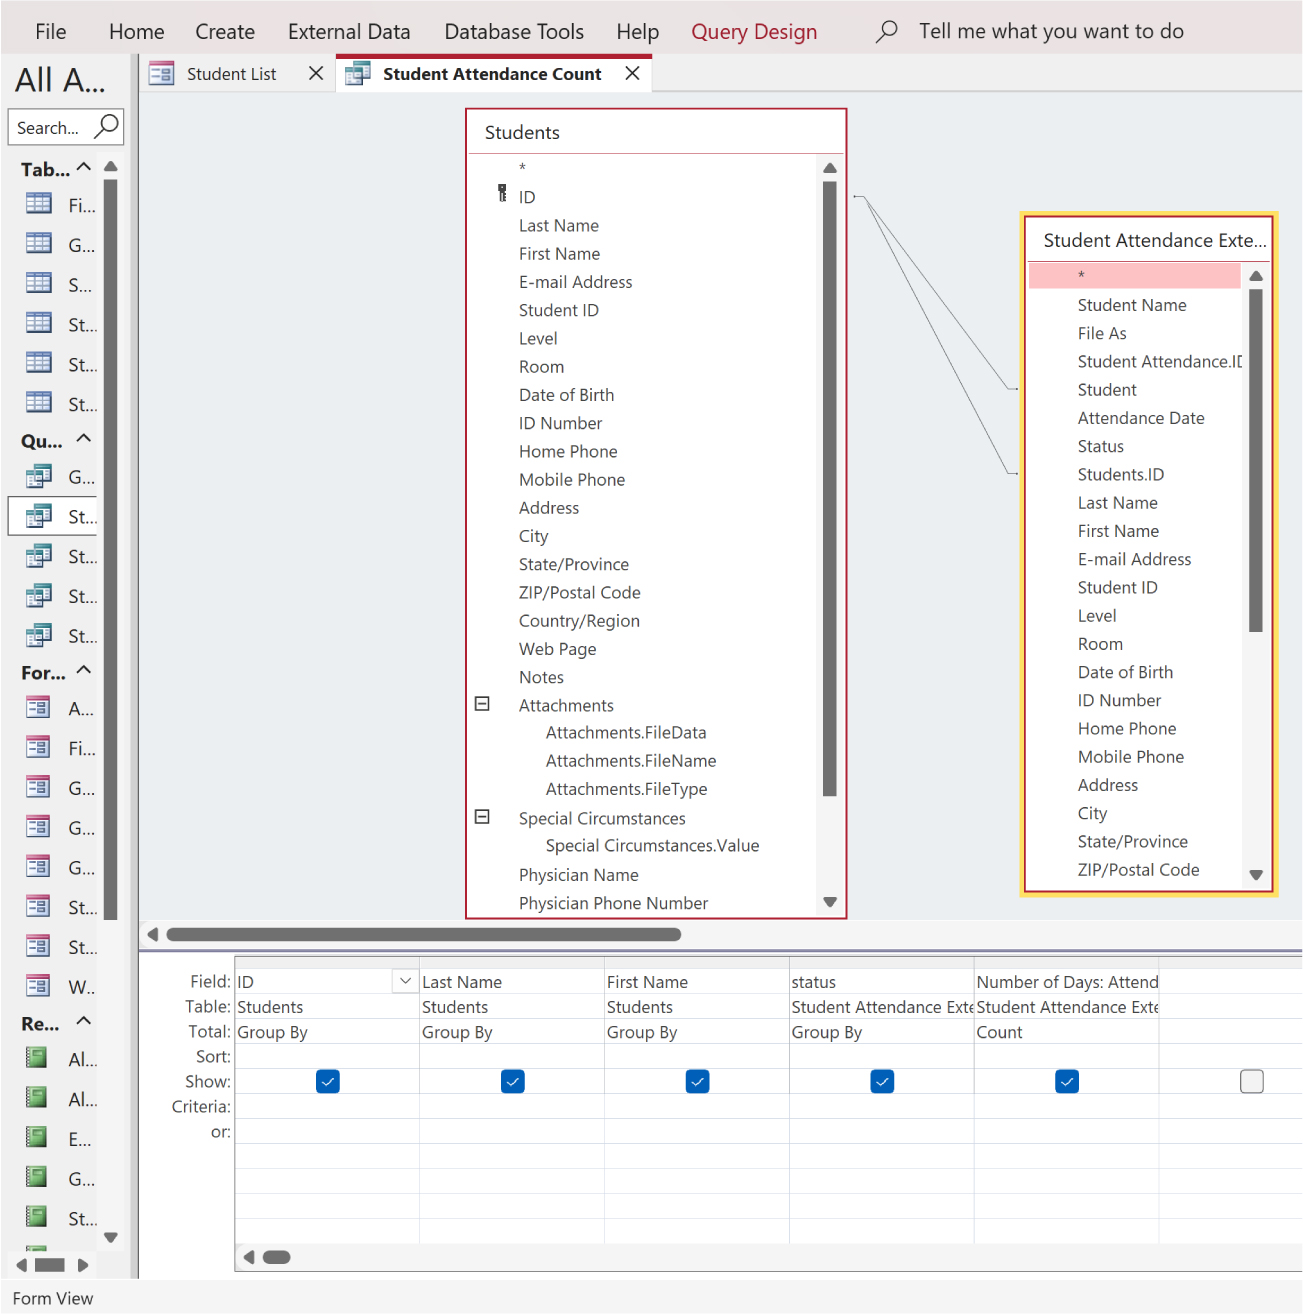 File Home Create External Data Database Tools Help Query Design Tell me what you want to do
All A...
Student List
Student Attendance Count
Search...
Tab...
Fi...
G...
S...
St...
St...
St...
Qu...
G...
St...
St...
St...
St...
For...
A...
Fi...
G...
G...
G...
St...
St...
W..
Re...
Al...
Al...
E...
G...
St...
Students
*
ID
Last Name
First Name
E-mail Address
Student ID
Level
Room
Date of Birth
ID Number
Home Phone
Mobile Phone
Address
City
State/Province
ZIP/Postal Code
Country/Region
Web Page
Notes
Attachments
Attachments.FileData
Attachments.FileName
Attachments.FileType
Special Circumstances
Special Circumstances.Value
Physician Name
Physician Phone Number
Student Attendance Exte...
*
Student Name
File As
Student Attendance.ID
Student
Attendance Date
Status
Students.ID
Last Name
First Name
E-mail Address
Student ID
Level
Room
Date of Birth
ID Number
Home Phone
Mobile Phone
Address
City
State/Province
ZIP/Postal Code
Field: ID Last Name First Name status Number of Days: Attend
Table: Students Students Students Student Attendance Exte Student Attendance Exte
Total: Group By Group By Group By Group By Count
Sort:
Show:
Criteria:
or:
Form View